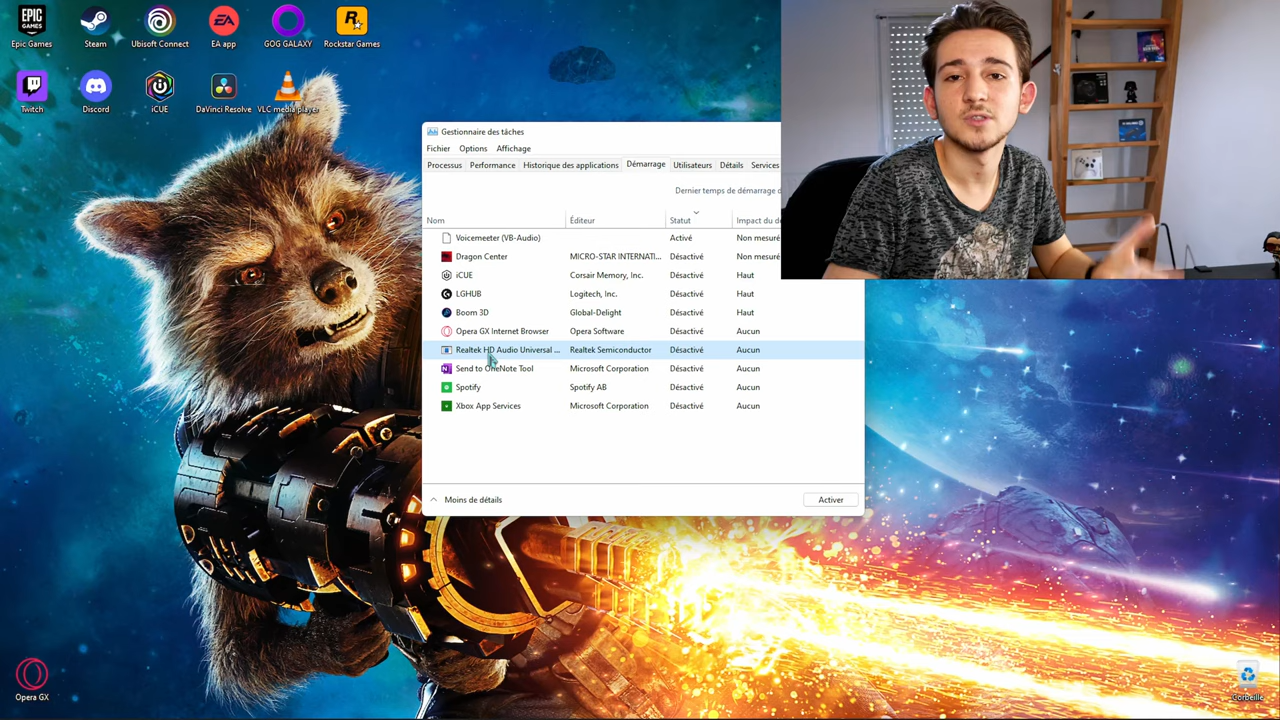 Epic Games
Steam
Ubisoft Connect
EA app
GOG GALAXY
Rockstar Games
Twitch
Discord
iCUE
DaVinci Resolve
VLC media player
Gestionnaire des tâches
Fichier Options Affichage
Processus Performance Historique des applications Démarrage Utilisateurs Détails Services
Dernier temps de démarrage d
Nom Éditeur Statut Impact du dé
Voicemeeter (VB-Audio) Activé Non mesuré
Dragon Center MICRO-STAR INTERNATI... Désactivé Non mesuré
iCUE Corsair Memory, Inc. Désactivé Haut
LGHUB Logitech, Inc. Désactivé Haut
Boom 3D Global-Delight Désactivé Haut
Opera GX Internet Browser Opera Software Désactivé Aucun
Realtek HD Audio Universal ... Realtek Semiconductor Désactivé Aucun
Send to OneNote Tool Microsoft Corporation Désactivé Aucun
Spotify Spotify AB Désactivé Aucun
Xbox App Services Microsoft Corporation Désactivé Aucun
Moins de détails Activer
Opera GX
Corbeille